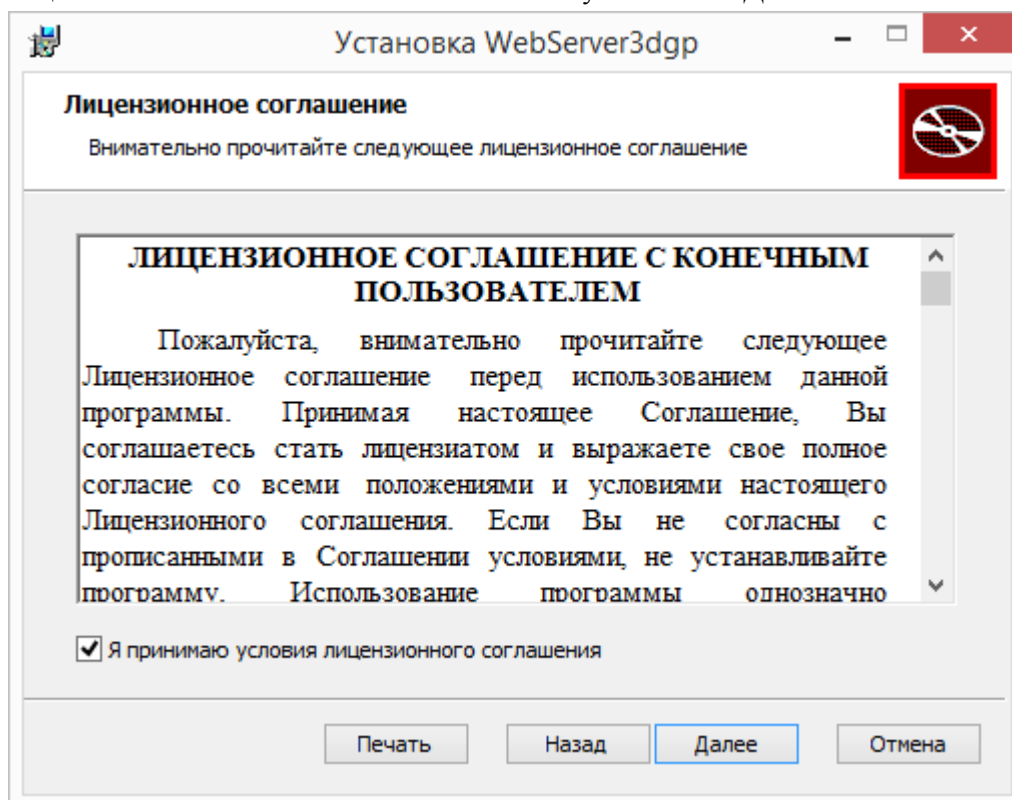 Установка WebServer3dgp
Лицензионное соглашение
Внимательно прочитайте следующее лицензионное соглашение
ЛИЦЕНЗИОННОЕ СОГЛАШЕНИЕ С КОНЕЧНЫМ
ПОЛЬЗОВАТЕЛЕМ
Пожалуйста, внимательно прочитайте следующее
Лицензионное соглашение перед использованием данной
программы. Принимая настоящее Соглашение, Вы
соглашаетесь стать лицензиатом и выражаете свое полное
согласие со всеми положениями и условиями настоящего
Лицензионного соглашения. Если Вы не согласны с
прописанными в Соглашении условиями, не устанавливайте
программу. Использование программы однозначно
Я принимаю условия лицензионного соглашения
Печать
Назад
Далее
Отмена